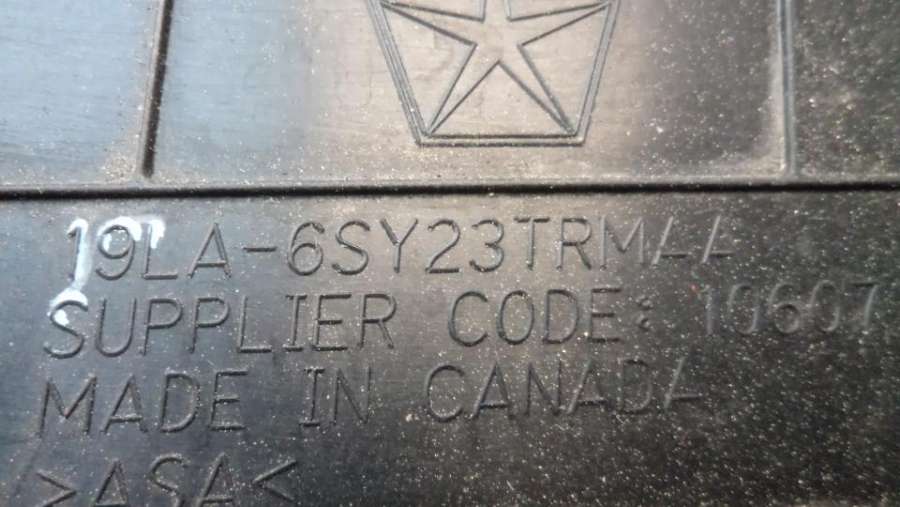 19LA-6SY23TRMAA
SUPPLIER CODE: 10607
MADE IN CANADA
>ASA<